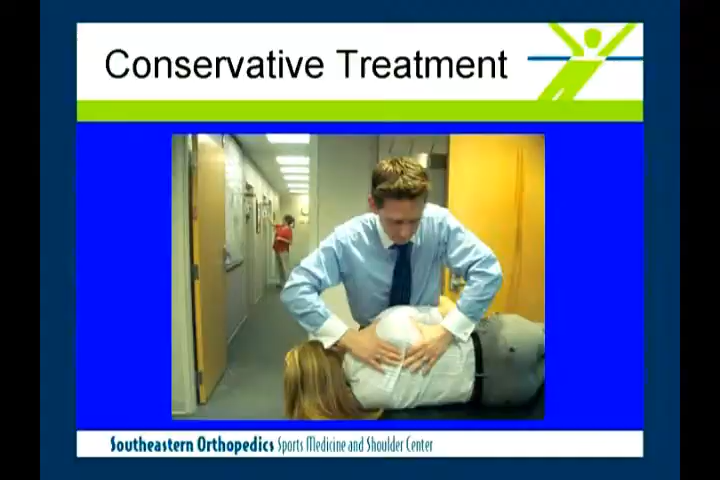 Conservative Treatment
Southeastern Orthopedics Sports Medicine and Shoulder Center